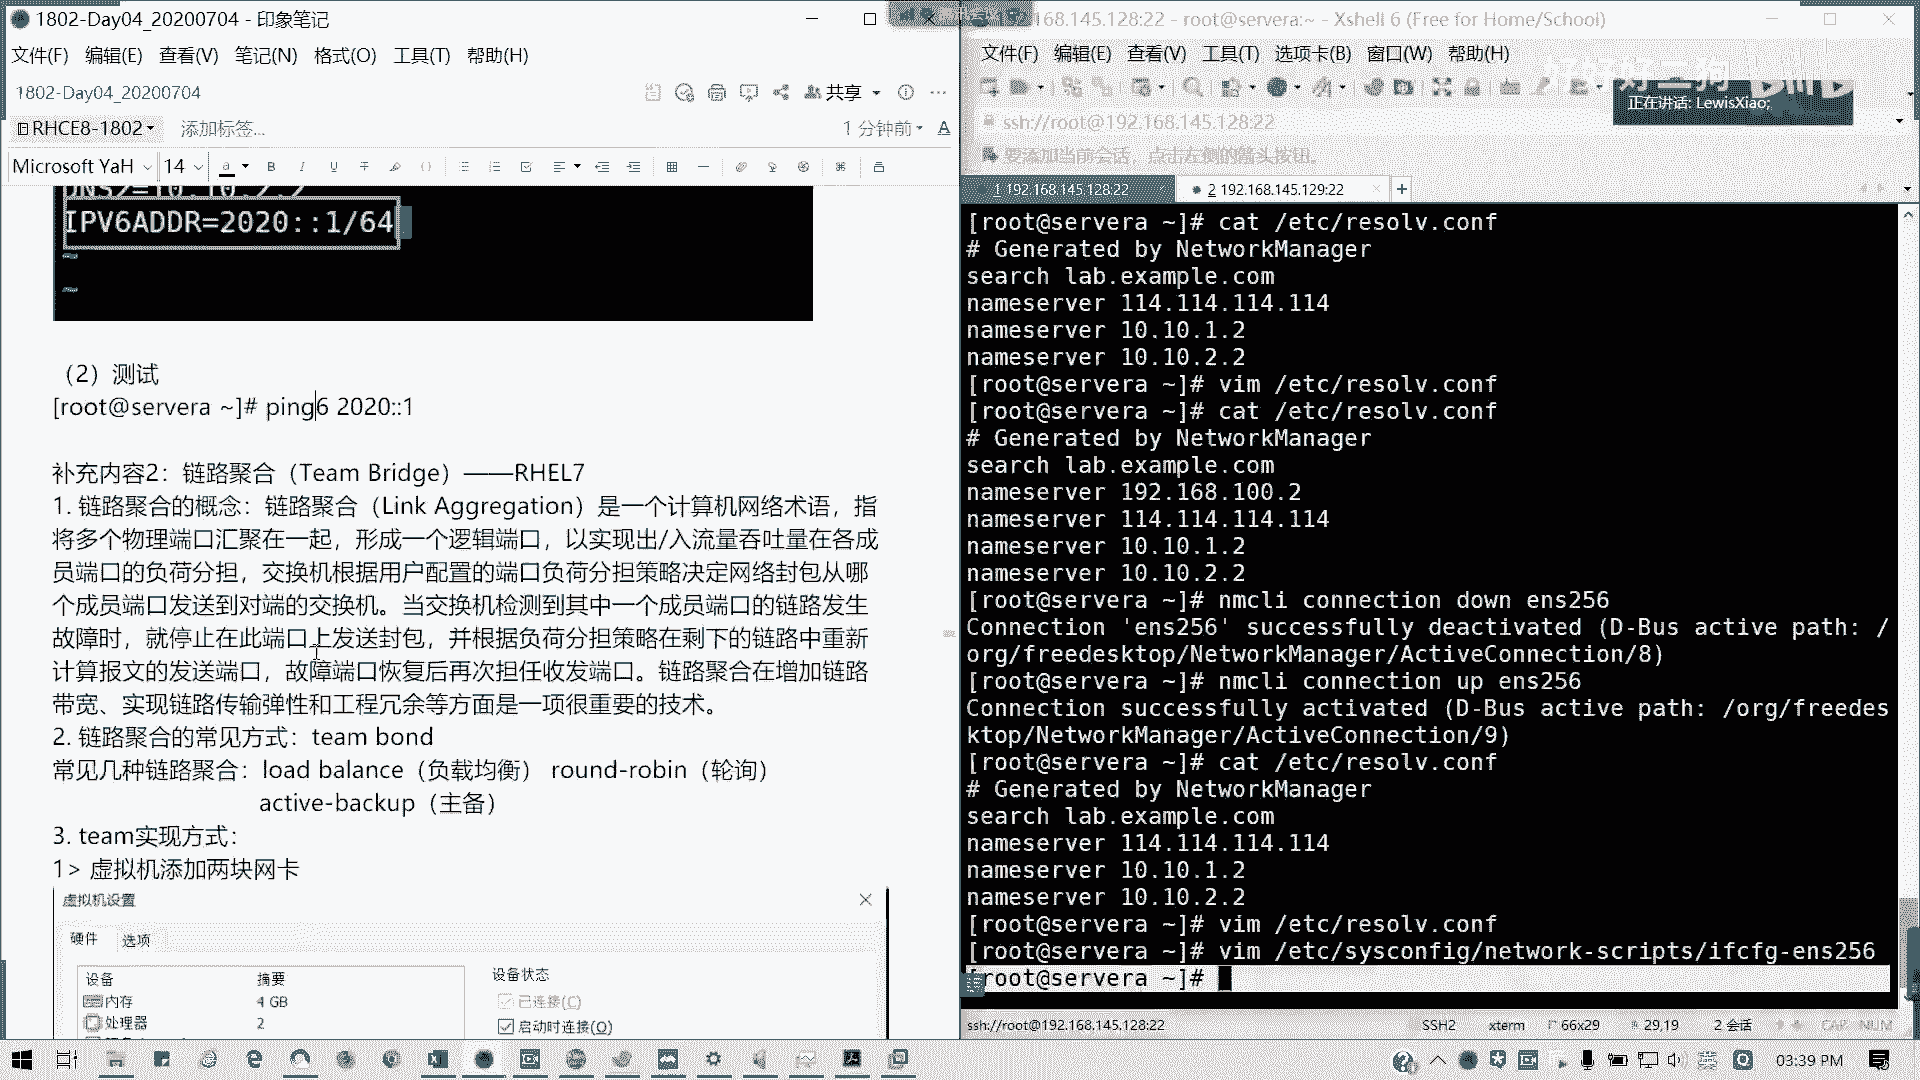 1802-Day04_20200704 - 印象笔记
文件(F) 编辑(E) 查看(V) 笔记(N) 格式(O) 工具(T) 帮助(H)
1802-Day04_20200704
共享
RHCE8-1802 添加标签...
1 分钟前
Microsoft YaH 14
IPV6ADDR=2020::1/64
~
~
（2）测试
[root@servera ~]# ping6 2020::1
补充内容2：链路聚合（Team Bridge）——RHEL7
1. 链路聚合的概念：链路聚合（Link Aggregation）是一个计算机网络术语，指
将多个物理端口汇聚在一起，形成一个逻辑端口，以实现出/入流量吞吐量在各成
员端口的负荷分担，交换机根据用户配置的端口负荷分担策略决定网络封包从哪
个成员端口发送到对端的交换机。当交换机检测到其中一个成员端口的链路发生
故障时，就停止在此端口上发送封包，并根据负荷分担策略在剩下的链路中重新
计算报文的发送端口，故障端口恢复后再次担任收发端口。链路聚合在增加链路
带宽、实现链路传输弹性和工程冗余等方面是一项很重要的技术。
2. 链路聚合的常见方式：team bond
常见几种链路聚合：load balance（负载均衡） round-robin（轮询）
active-backup（主备）
3. team实现方式：
1> 虚拟机添加两块网卡
虚拟机设置
硬件 选项
设备 摘要
内存 4 GB
处理器 2
设备状态
已连接(C)
启动时连接(O)
168.145.128:22 - root@servera:~ - Xshell 6 (Free for Home/School)
文件(F) 编辑(E) 查看(V) 工具(T) 选项卡(B) 窗口(W) 帮助(H)
正在讲话: LewisXiao;
ssh://root@192.168.145.128:22
要添加当前会话，点击左侧的箭头按钮。
1 192.168.145.128:22
2 192.168.145.129:22
[root@servera ~]# cat /etc/resolv.conf
# Generated by NetworkManager
search lab.example.com
nameserver 114.114.114.114
nameserver 10.10.1.2
nameserver 10.10.2.2
[root@servera ~]# vim /etc/resolv.conf
[root@servera ~]# cat /etc/resolv.conf
# Generated by NetworkManager
search lab.example.com
nameserver 192.168.100.2
nameserver 114.114.114.114
nameserver 10.10.1.2
nameserver 10.10.2.2
[root@servera ~]# nmcli connection down ens256
Connection 'ens256' successfully deactivated (D-Bus active path: /
org/freedesktop/NetworkManager/ActiveConnection/8)
[root@servera ~]# nmcli connection up ens256
Connection successfully activated (D-Bus active path: /org/freedes
ktop/NetworkManager/ActiveConnection/9)
[root@servera ~]# cat /etc/resolv.conf
# Generated by NetworkManager
search lab.example.com
nameserver 114.114.114.114
nameserver 10.10.1.2
nameserver 10.10.2.2
[root@servera ~]# vim /etc/resolv.conf
[root@servera ~]# vim /etc/sysconfig/network-scripts/ifcfg-ens256
[root@servera ~]#
ssh://root@192.168.145.128:22 SSH2 xterm 66x29 29,19 2 会话 CAP NUM
英 03:39 PM